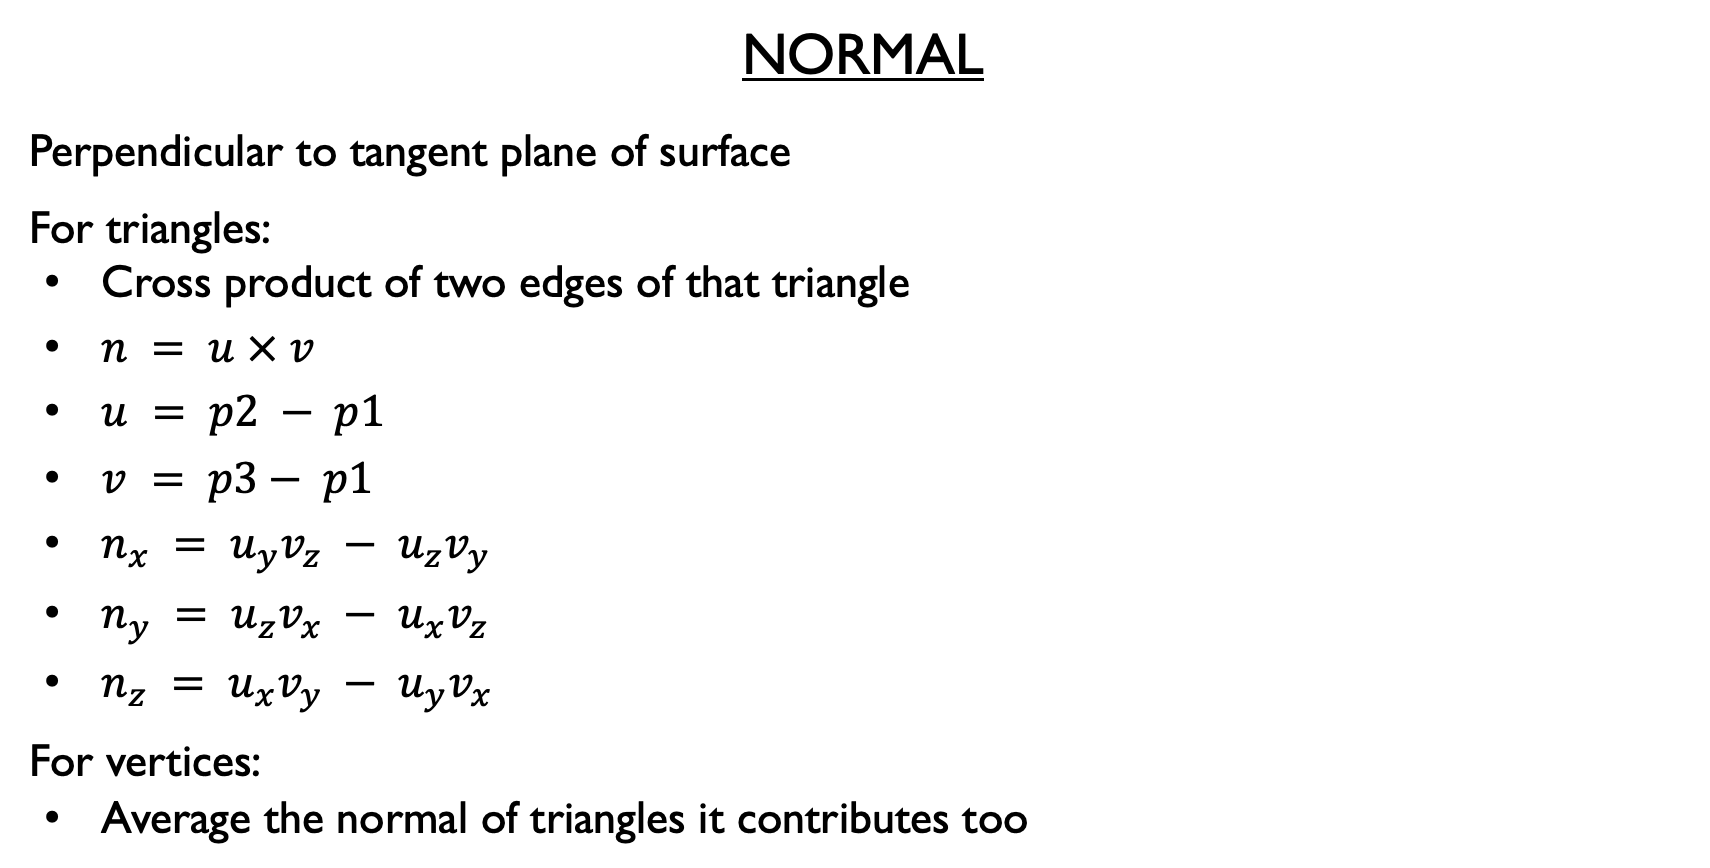 NORMAL
Perpendicular to tangent plane of surface
For triangles:
• Cross product of two edges of that triangle
• n = u × v
• u = p2 − p1
• v = p3 − p1
• nₓ = u_y v_z − u_z v_y
• n_y = u_z v_x − u_x v_z
• n_z = u_x v_y − u_y v_x
For vertices:
• Average the normal of triangles it contributes too